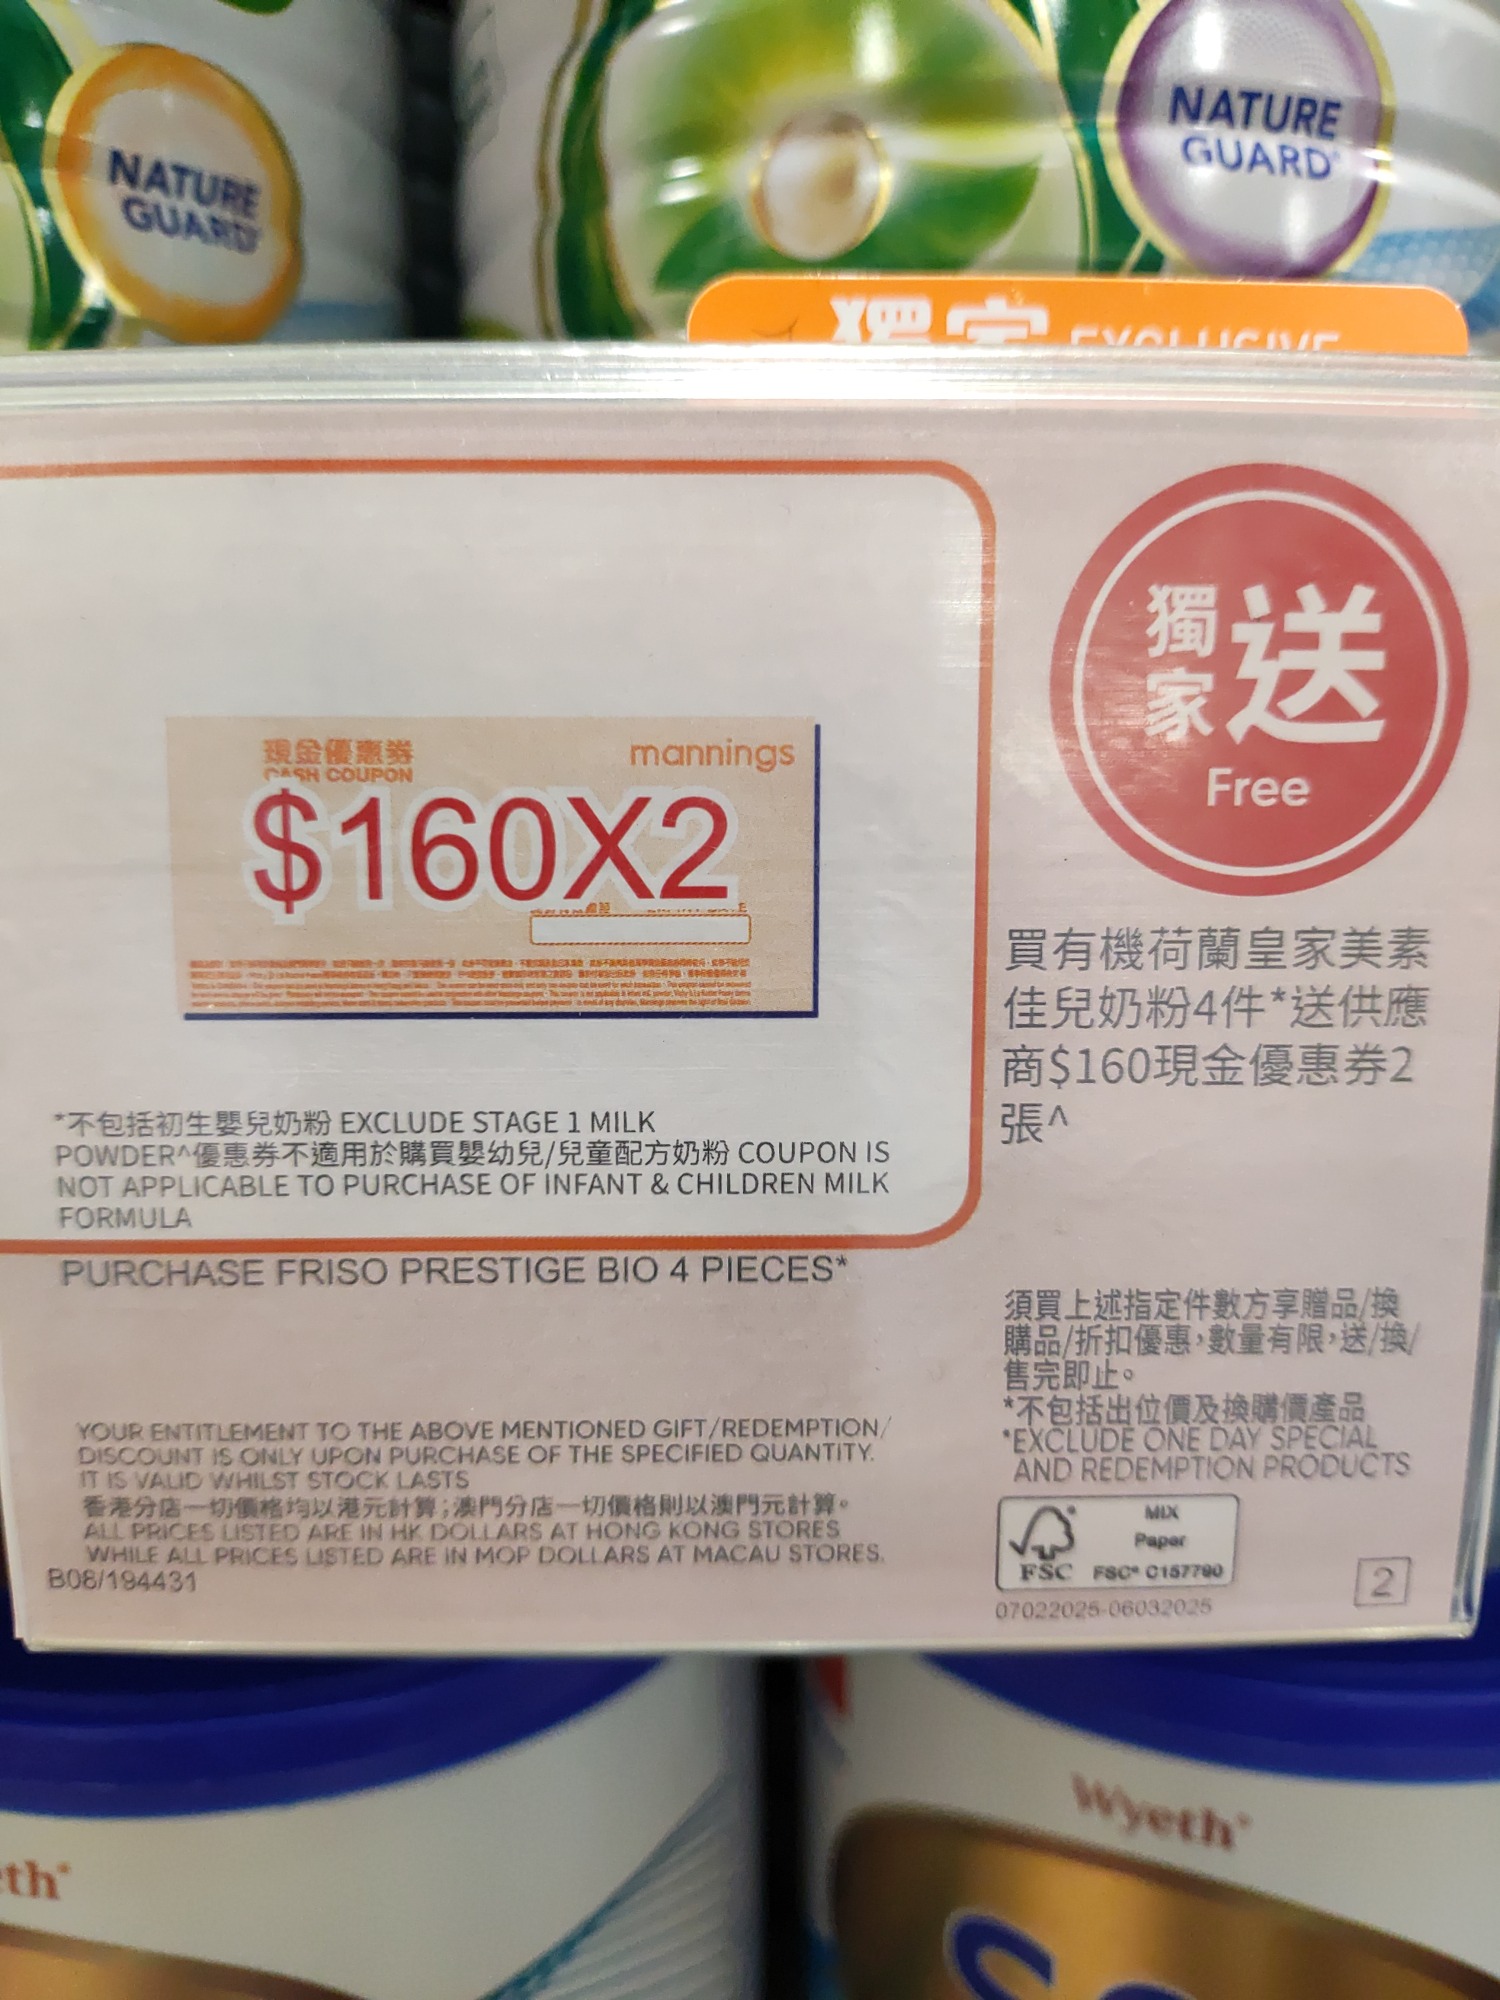 NATURE
GUARD
NATURE
GUARD
獨家 EXCLUSIVE
獨家
送
Free
現金優惠券
mannings
CASH COUPON
$160X2
*不包括初生嬰兒奶粉 EXCLUDE STAGE 1 MILK
POWDER^優惠券不適用於購買嬰幼兒/兒童配方奶粉 COUPON IS
NOT APPLICABLE TO PURCHASE OF INFANT & CHILDREN MILK
FORMULA
PURCHASE FRISO PRESTIGE BIO 4 PIECES*
買有機荷蘭皇家美素
佳兒奶粉4件*送供應
商$160現金優惠券2
張^
須買上述指定件數方享贈品/換
購品/折扣優惠,數量有限,送/換/
售完即止。
*不包括出位價及換購價產品
*EXCLUDE ONE DAY SPECIAL
AND REDEMPTION PRODUCTS
YOUR ENTITLEMENT TO THE ABOVE MENTIONED GIFT/REDEMPTION/
DISCOUNT IS ONLY UPON PURCHASE OF THE SPECIFIED QUANTITY.
IT IS VALID WHILST STOCK LASTS
香港分店一切價格均以港元計算;澳門分店一切價格則以澳門元計算。
ALL PRICES LISTED ARE IN HK DOLLARS AT HONG KONG STORES
WHILE ALL PRICES LISTED ARE IN MOP DOLLARS AT MACAU STORES.
B08/194431
MIX
Paper
FSC FSC® C157790
2
07022025-06032025
Wyeth®